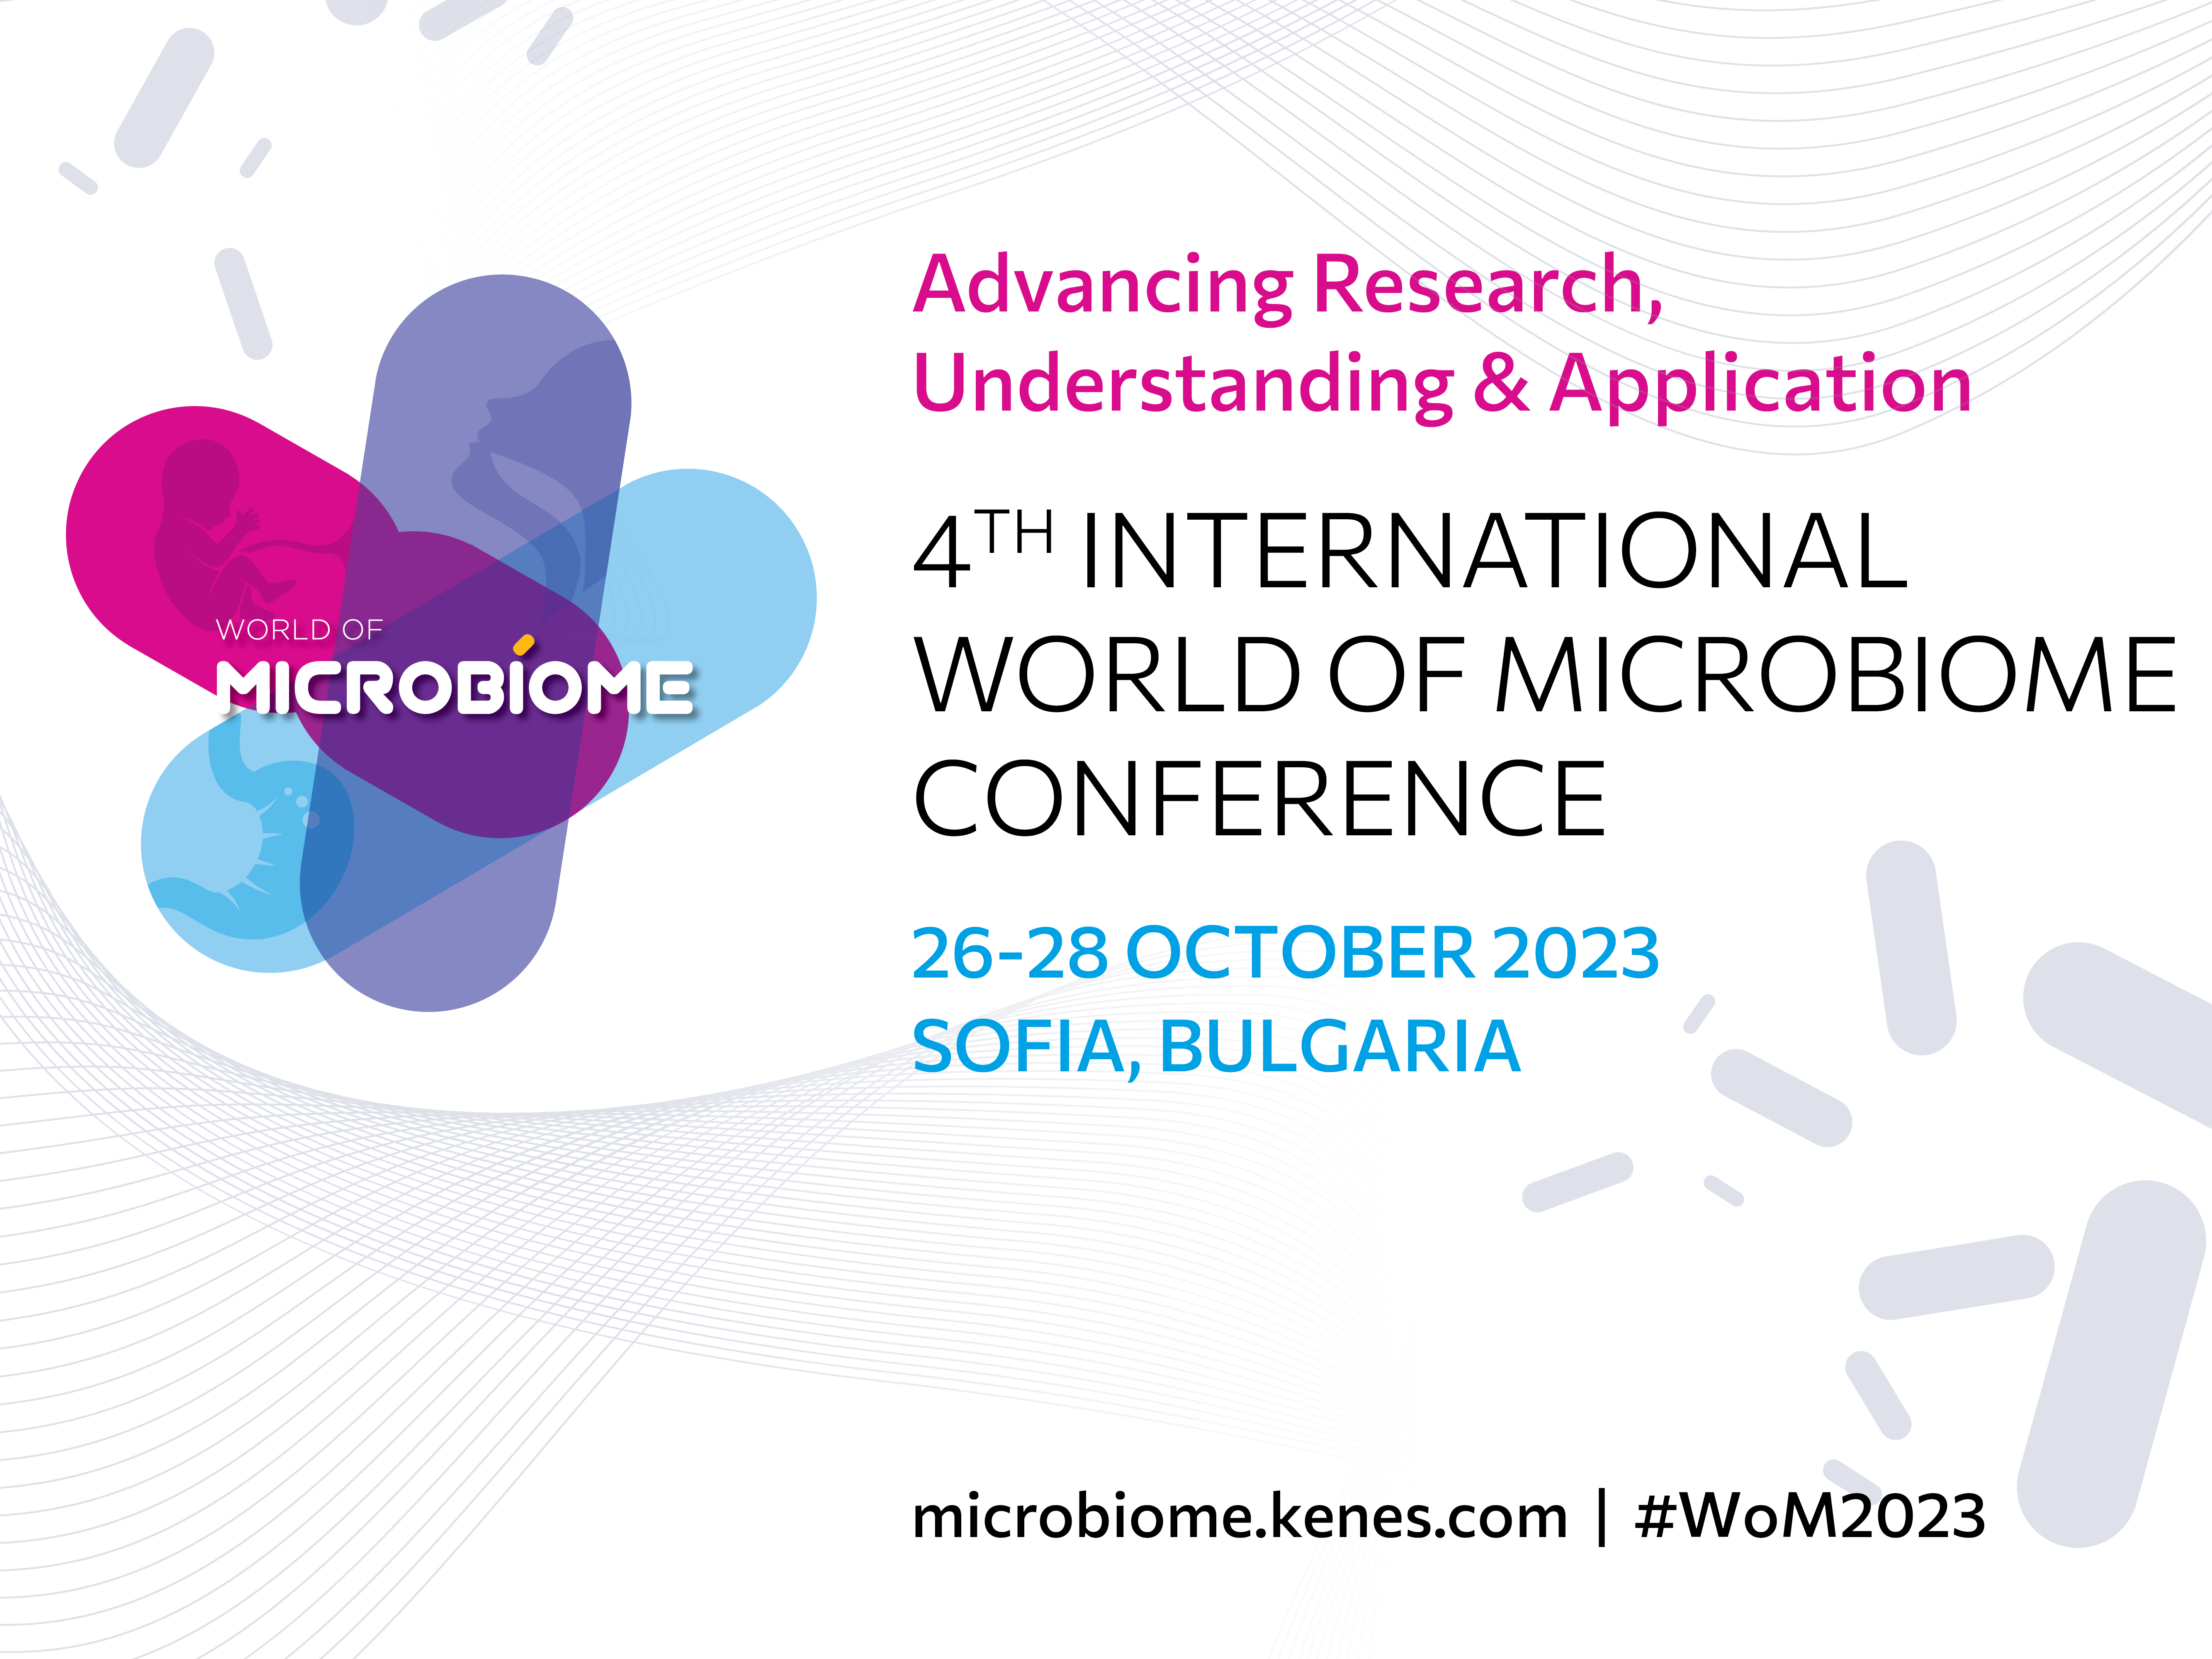 WORLD OF
MICROBIOME
Advancing Research,
Understanding & Application
4TH INTERNATIONAL
WORLD OF MICROBIOME
CONFERENCE
26-28 OCTOBER 2023
SOFIA, BULGARIA
microbiome.kenes.com | #WoM2023